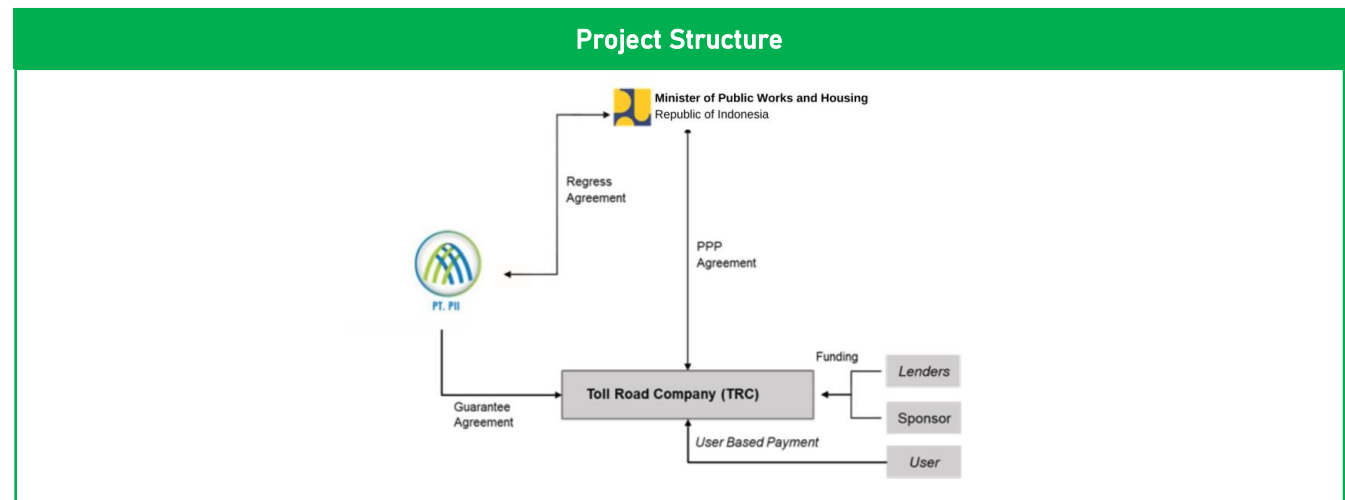 Project Structure
Minister of Public Works and Housing
Republic of Indonesia
Regress
Agreement
PPP
Agreement
PT. PII
Funding
Lenders
Toll Road Company (TRC)
Guarantee
Agreement
Sponsor
User Based Payment
User